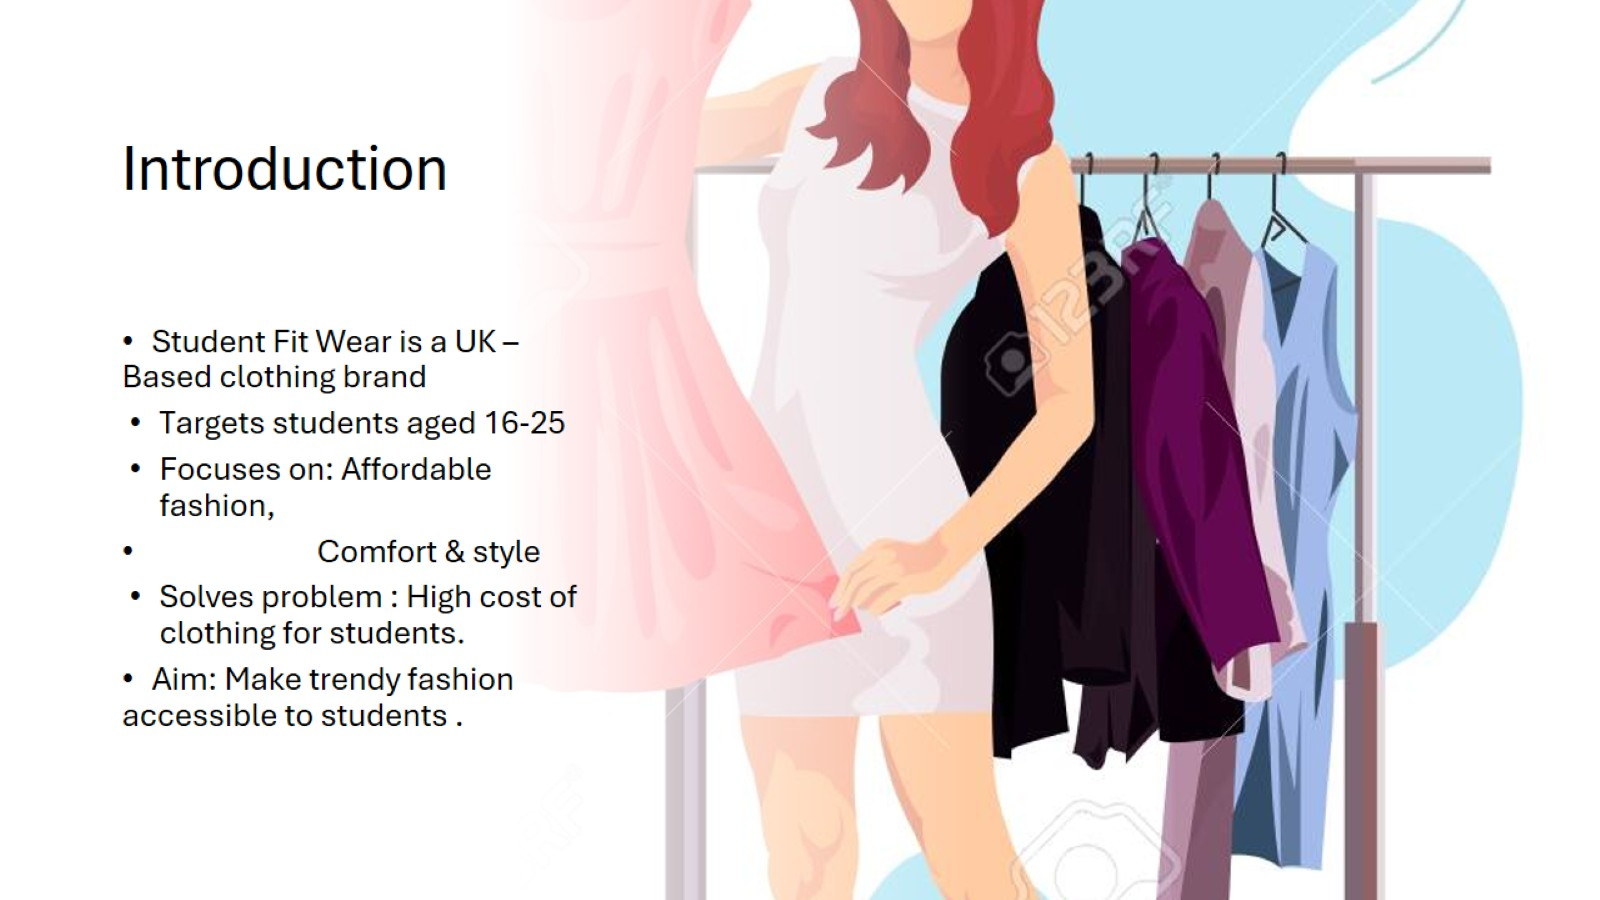 Introduction
• Student Fit Wear is a UK –
Based clothing brand
• Targets students aged 16-25
• Focuses on: Affordable
fashion,
• Comfort & style
• Solves problem : High cost of
clothing for students.
• Aim: Make trendy fashion
accessible to students .
123RF